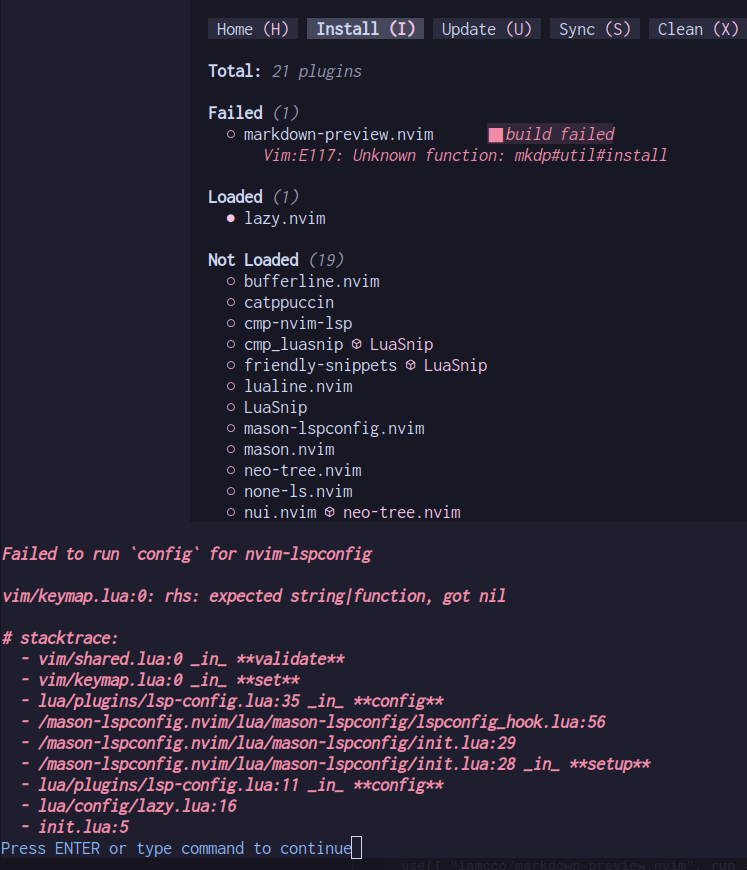 Home (H) Install (I) Update (U) Sync (S) Clean (X)
Total: 21 plugins
Failed (1)
○ markdown-preview.nvim ■ build failed
Vim:E117: Unknown function: mkdp#util#install
Loaded (1)
● lazy.nvim
Not Loaded (19)
○ bufferline.nvim
○ catppuccin
○ cmp-nvim-lsp
○ cmp_luasnip LuaSnip
○ friendly-snippets LuaSnip
○ lualine.nvim
○ LuaSnip
○ mason-lspconfig.nvim
○ mason.nvim
○ neo-tree.nvim
○ none-ls.nvim
○ nui.nvim neo-tree.nvim
Failed to run `config` for nvim-lspconfig
vim/keymap.lua:0: rhs: expected string|function, got nil
# stacktrace:
- vim/shared.lua:0 _in_ **validate**
- vim/keymap.lua:0 _in_ **set**
- lua/plugins/lsp-config.lua:35 _in_ **config**
- /mason-lspconfig.nvim/lua/mason-lspconfig/lspconfig_hook.lua:56
- /mason-lspconfig.nvim/lua/mason-lspconfig/init.lua:29
- /mason-lspconfig.nvim/lua/mason-lspconfig/init.lua:28 _in_ **setup**
- lua/plugins/lsp-config.lua:11 _in_ **config**
- lua/config/lazy.lua:16
- init.lua:5
Press ENTER or type command to continue
use({ "iamcco/markdown-preview.nvim", run